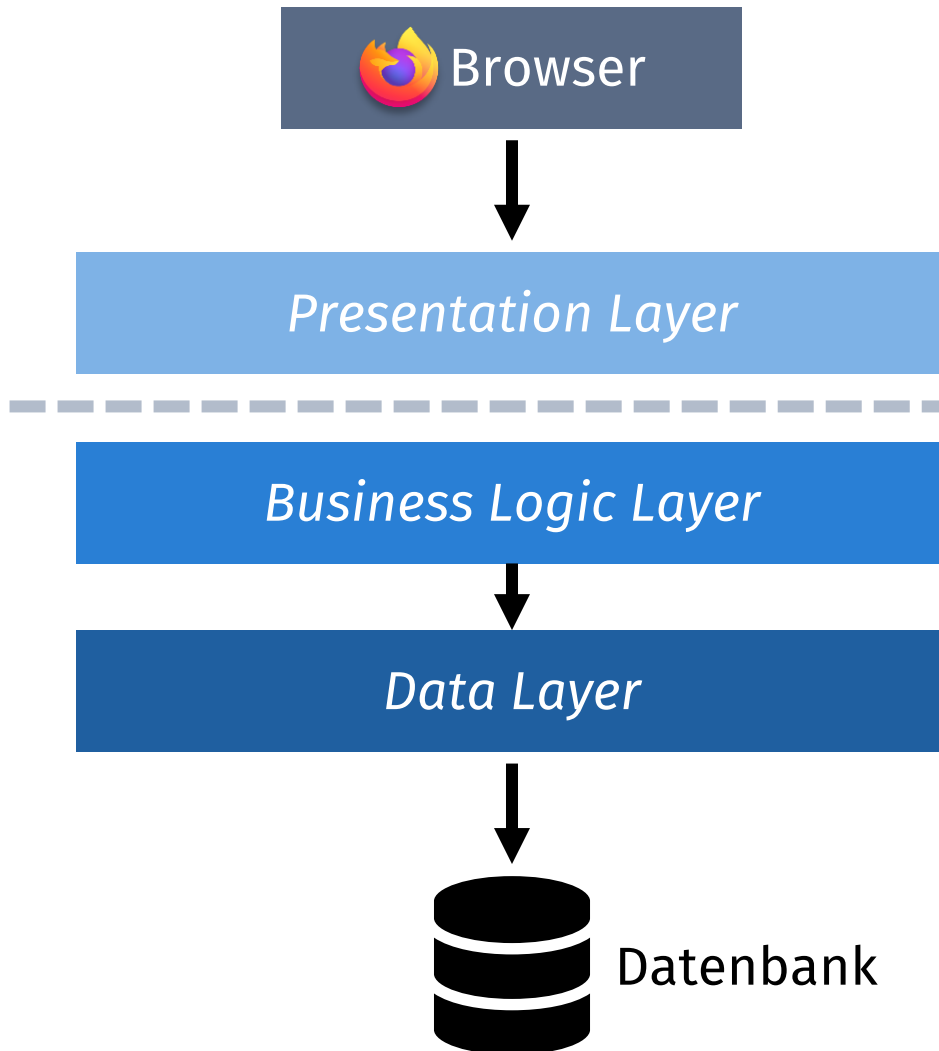 Browser
Presentation Layer
Business Logic Layer
Data Layer
Datenbank